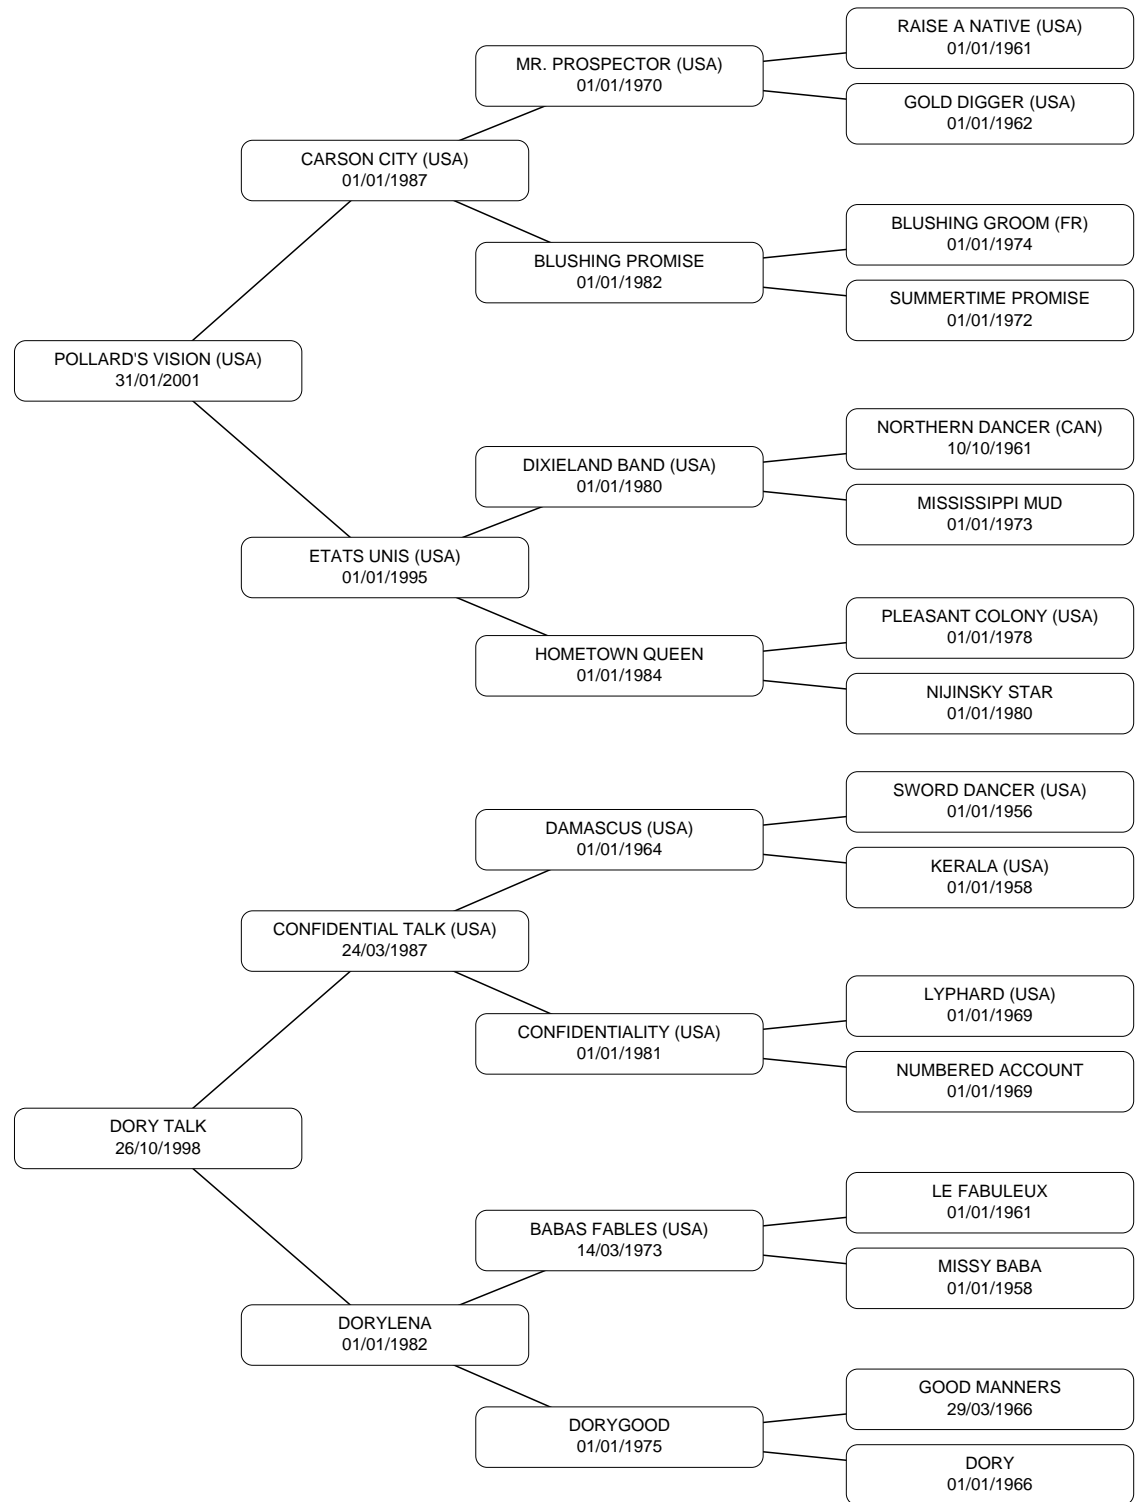 RAISE A NATIVE (USA)
01/01/1961
MR. PROSPECTOR (USA)
01/01/1970
GOLD DIGGER (USA)
01/01/1962
CARSON CITY (USA)
01/01/1987
BLUSHING GROOM (FR)
01/01/1974
BLUSHING PROMISE
01/01/1982
SUMMERTIME PROMISE
01/01/1972
POLLARD'S VISION (USA)
31/01/2001
NORTHERN DANCER (CAN)
10/10/1961
DIXIELAND BAND (USA)
01/01/1980
MISSISSIPPI MUD
01/01/1973
ETATS UNIS (USA)
01/01/1995
PLEASANT COLONY (USA)
01/01/1978
HOMETOWN QUEEN
01/01/1984
NIJINSKY STAR
01/01/1980
SWORD DANCER (USA)
01/01/1956
DAMASCUS (USA)
01/01/1964
KERALA (USA)
01/01/1958
CONFIDENTIAL TALK (USA)
24/03/1987
LYPHARD (USA)
01/01/1969
CONFIDENTIALITY (USA)
01/01/1981
NUMBERED ACCOUNT
01/01/1969
DORY TALK
26/10/1998
LE FABULEUX
01/01/1961
BABAS FABLES (USA)
14/03/1973
MISSY BABA
01/01/1958
DORYLENA
01/01/1982
GOOD MANNERS
29/03/1966
DORYGOOD
01/01/1975
DORY
01/01/1966